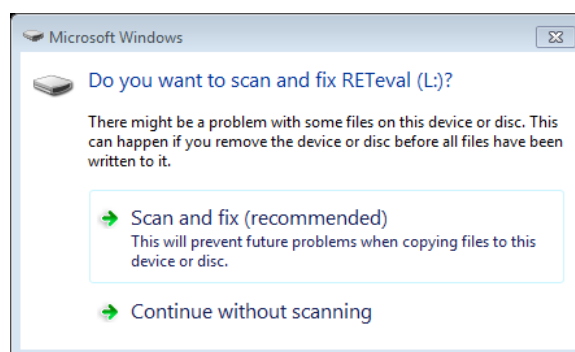 Microsoft Windows
Do you want to scan and fix RETeval (L:)?
There might be a problem with some files on this device or disc. This
can happen if you remove the device or disc before all files have been
written to it.
Scan and fix (recommended)
This will prevent future problems when copying files to this
device or disc.
Continue without scanning